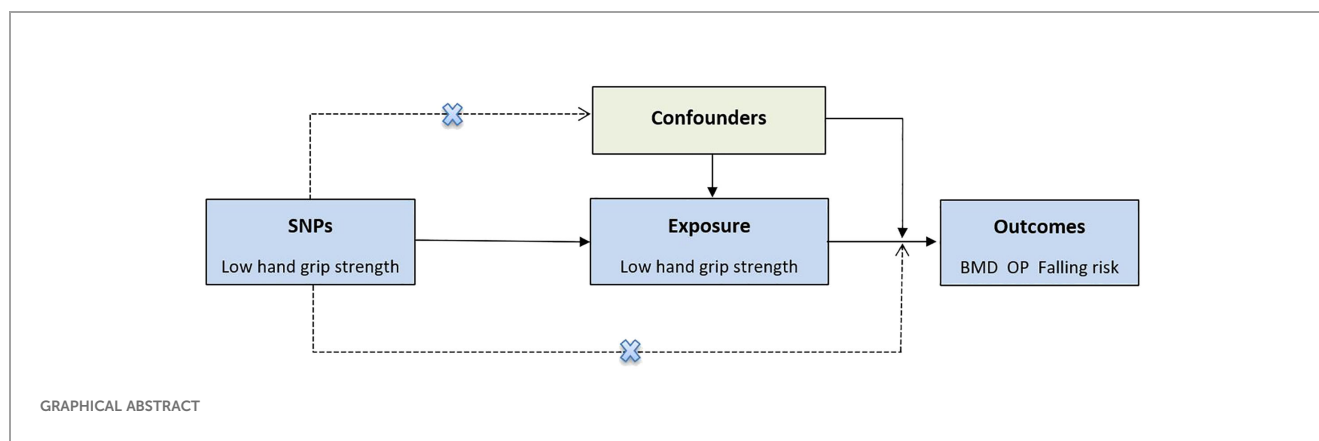 Confounders
SNPs
Low hand grip strength
Exposure
Low hand grip strength
Outcomes
BMD OP Falling risk
GRAPHICAL ABSTRACT